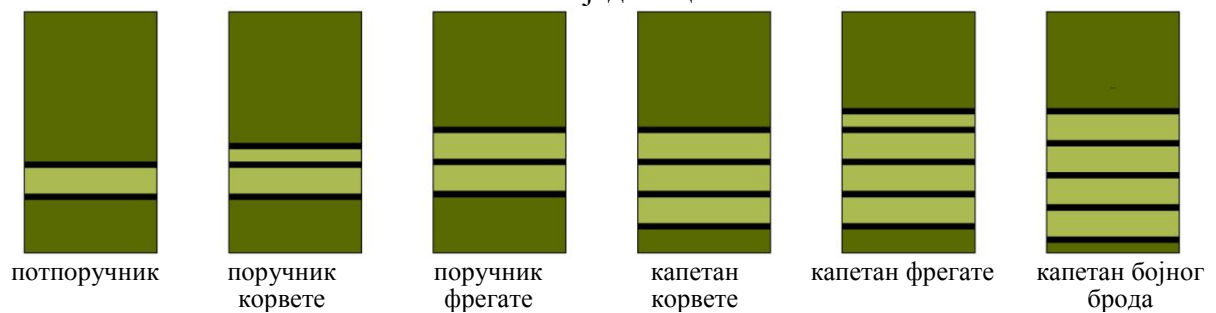 потпоручник
поручник
корвете
поручник
фрегате
капетан
корвете
капетан фрегате
капетан бојног
брода